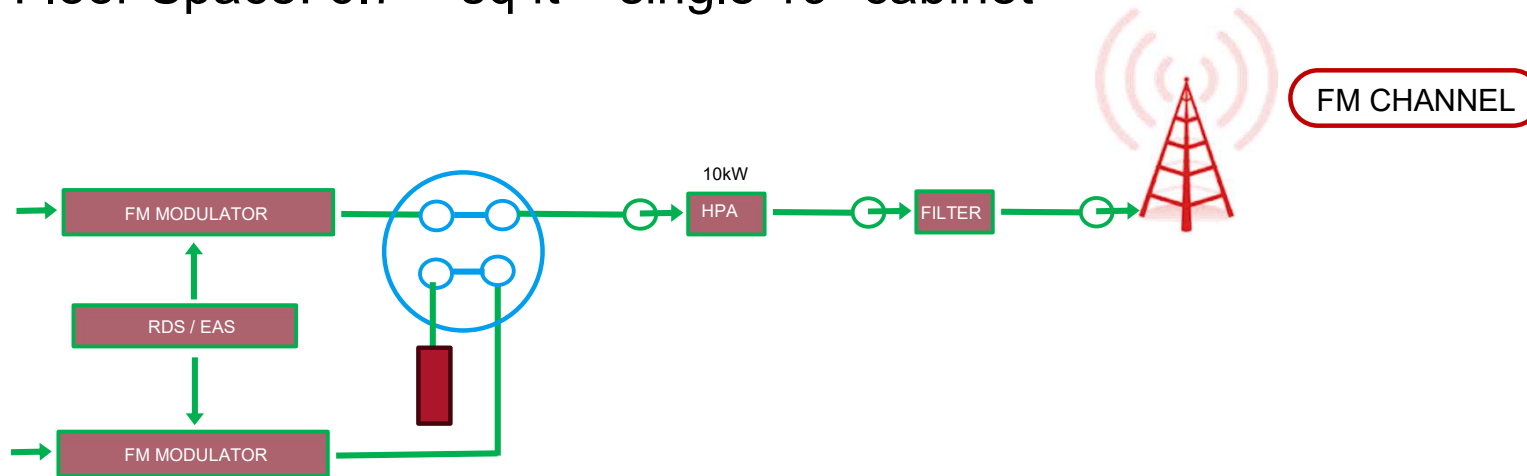 FM CHANNEL
10kW
FM MODULATOR
HPA
FILTER
RDS / EAS
FM MODULATOR